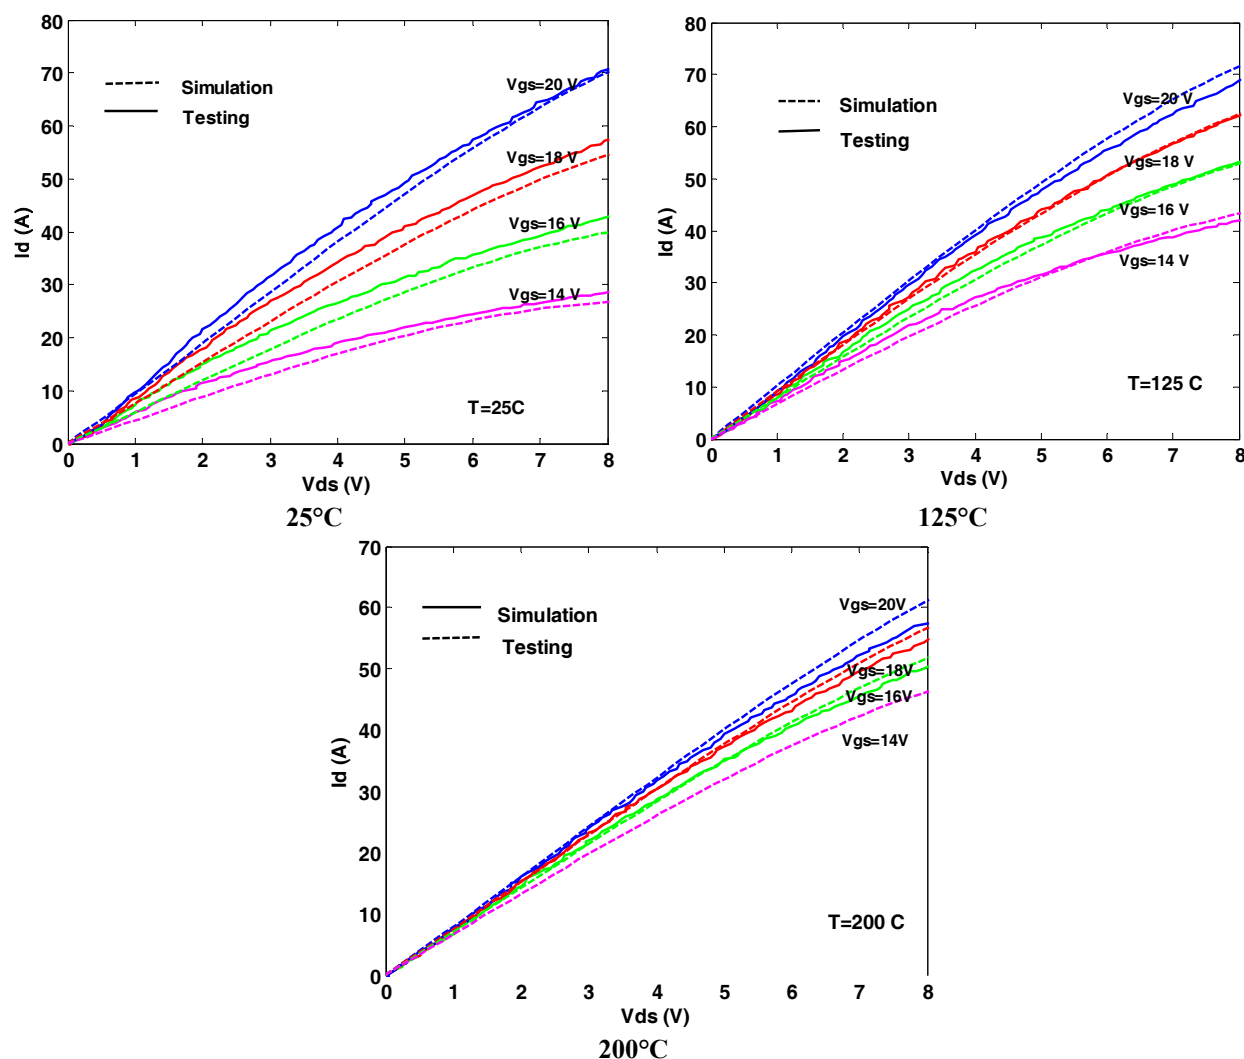 80
70
60
50
40
30
20
10
0
Id (A)
Simulation
Testing
Vgs=20 V
Vgs=18 V
Vgs=16 V
Vgs=14 V
T=25C
0 1 2 3 4 5 6 7 8
Vds (V)
25°C
80
70
60
50
40
30
20
10
0
Id (A)
Simulation
Testing
Vgs=20 V
Vgs=18 V
Vgs=16 V
Vgs=14 V
T=125 C
0 1 2 3 4 5 6 7 8
Vds (V)
125°C
70
60
50
40
30
20
10
0
Id (A)
Simulation
Testing
Vgs=20V
Vgs=18V
Vgs=16V
Vgs=14V
T=200 C
0 1 2 3 4 5 6 7 8
Vds (V)
200°C